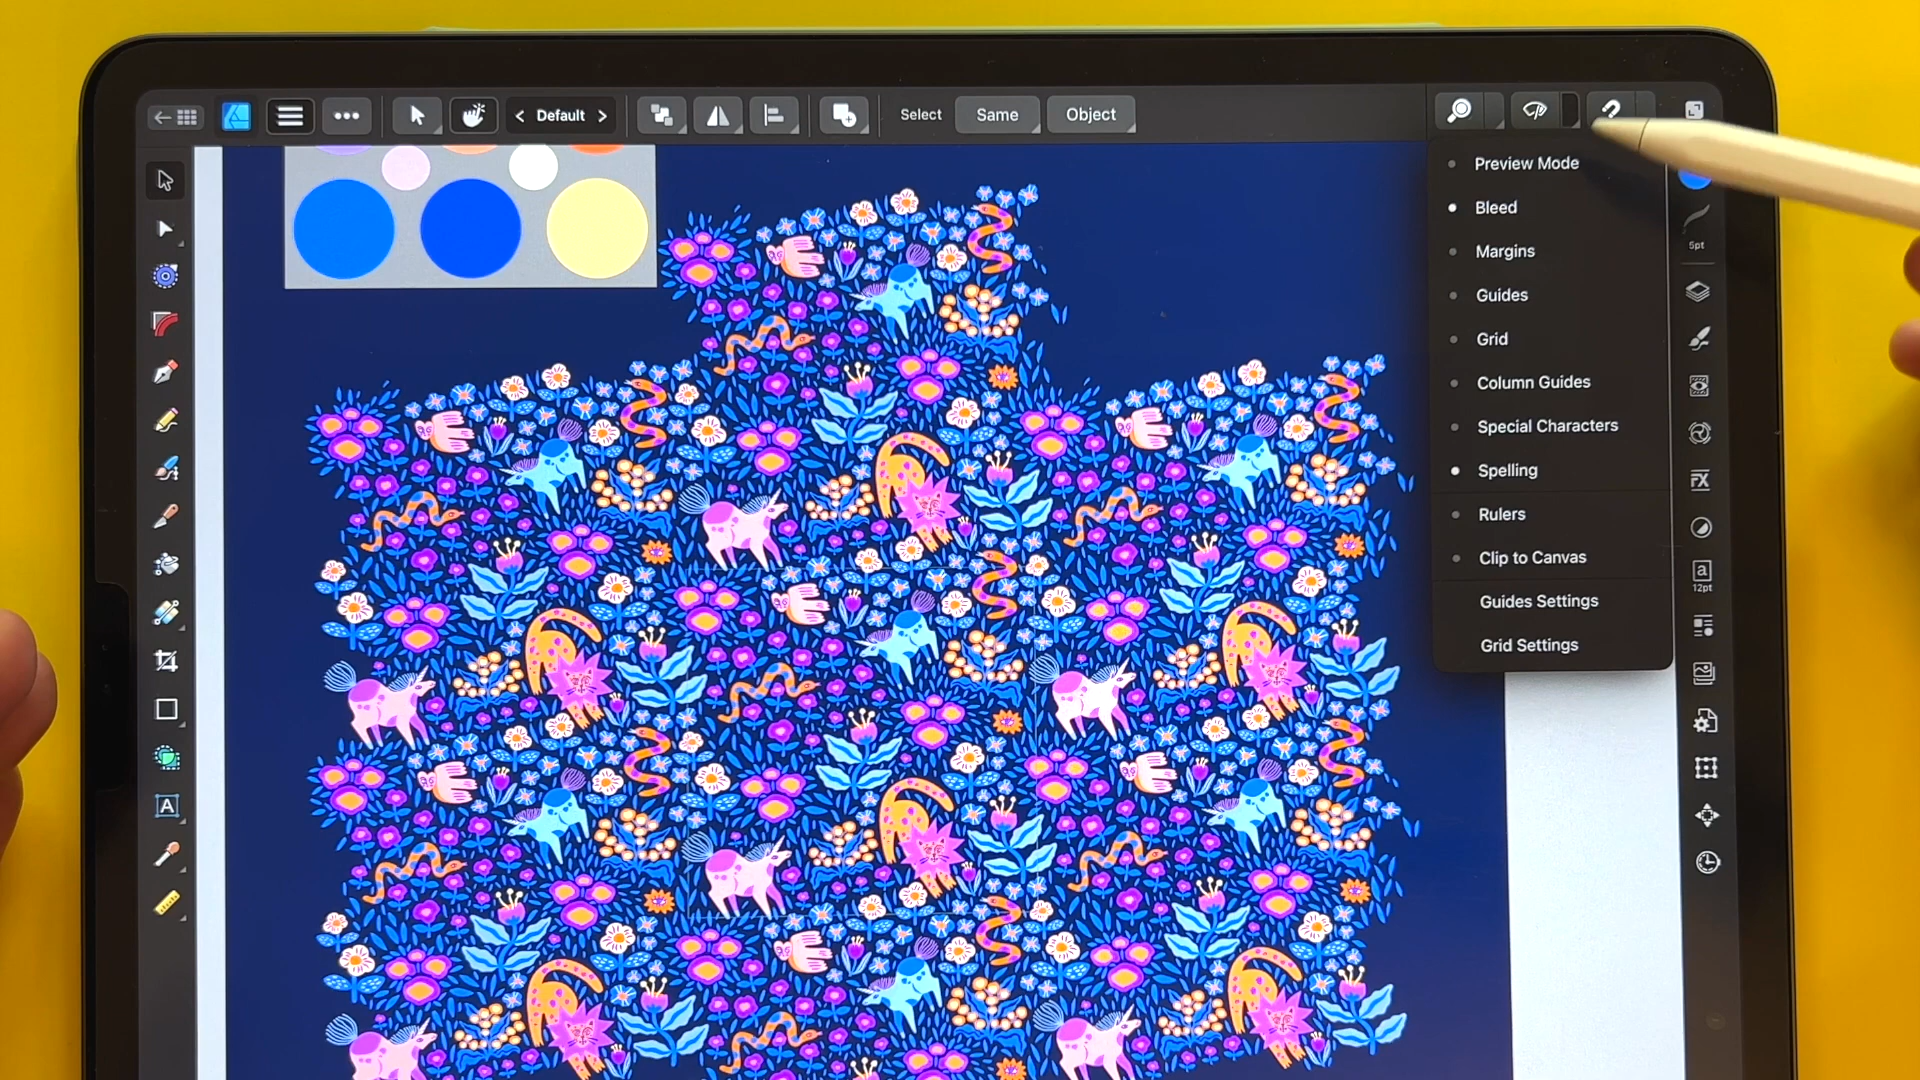 < Default >
Select
Same
Object
Preview Mode
Bleed
Margins
Guides
Grid
Column Guides
Special Characters
Spelling
Rulers
Clip to Canvas
Guides Settings
Grid Settings
5pt
FX
a
12pt
A